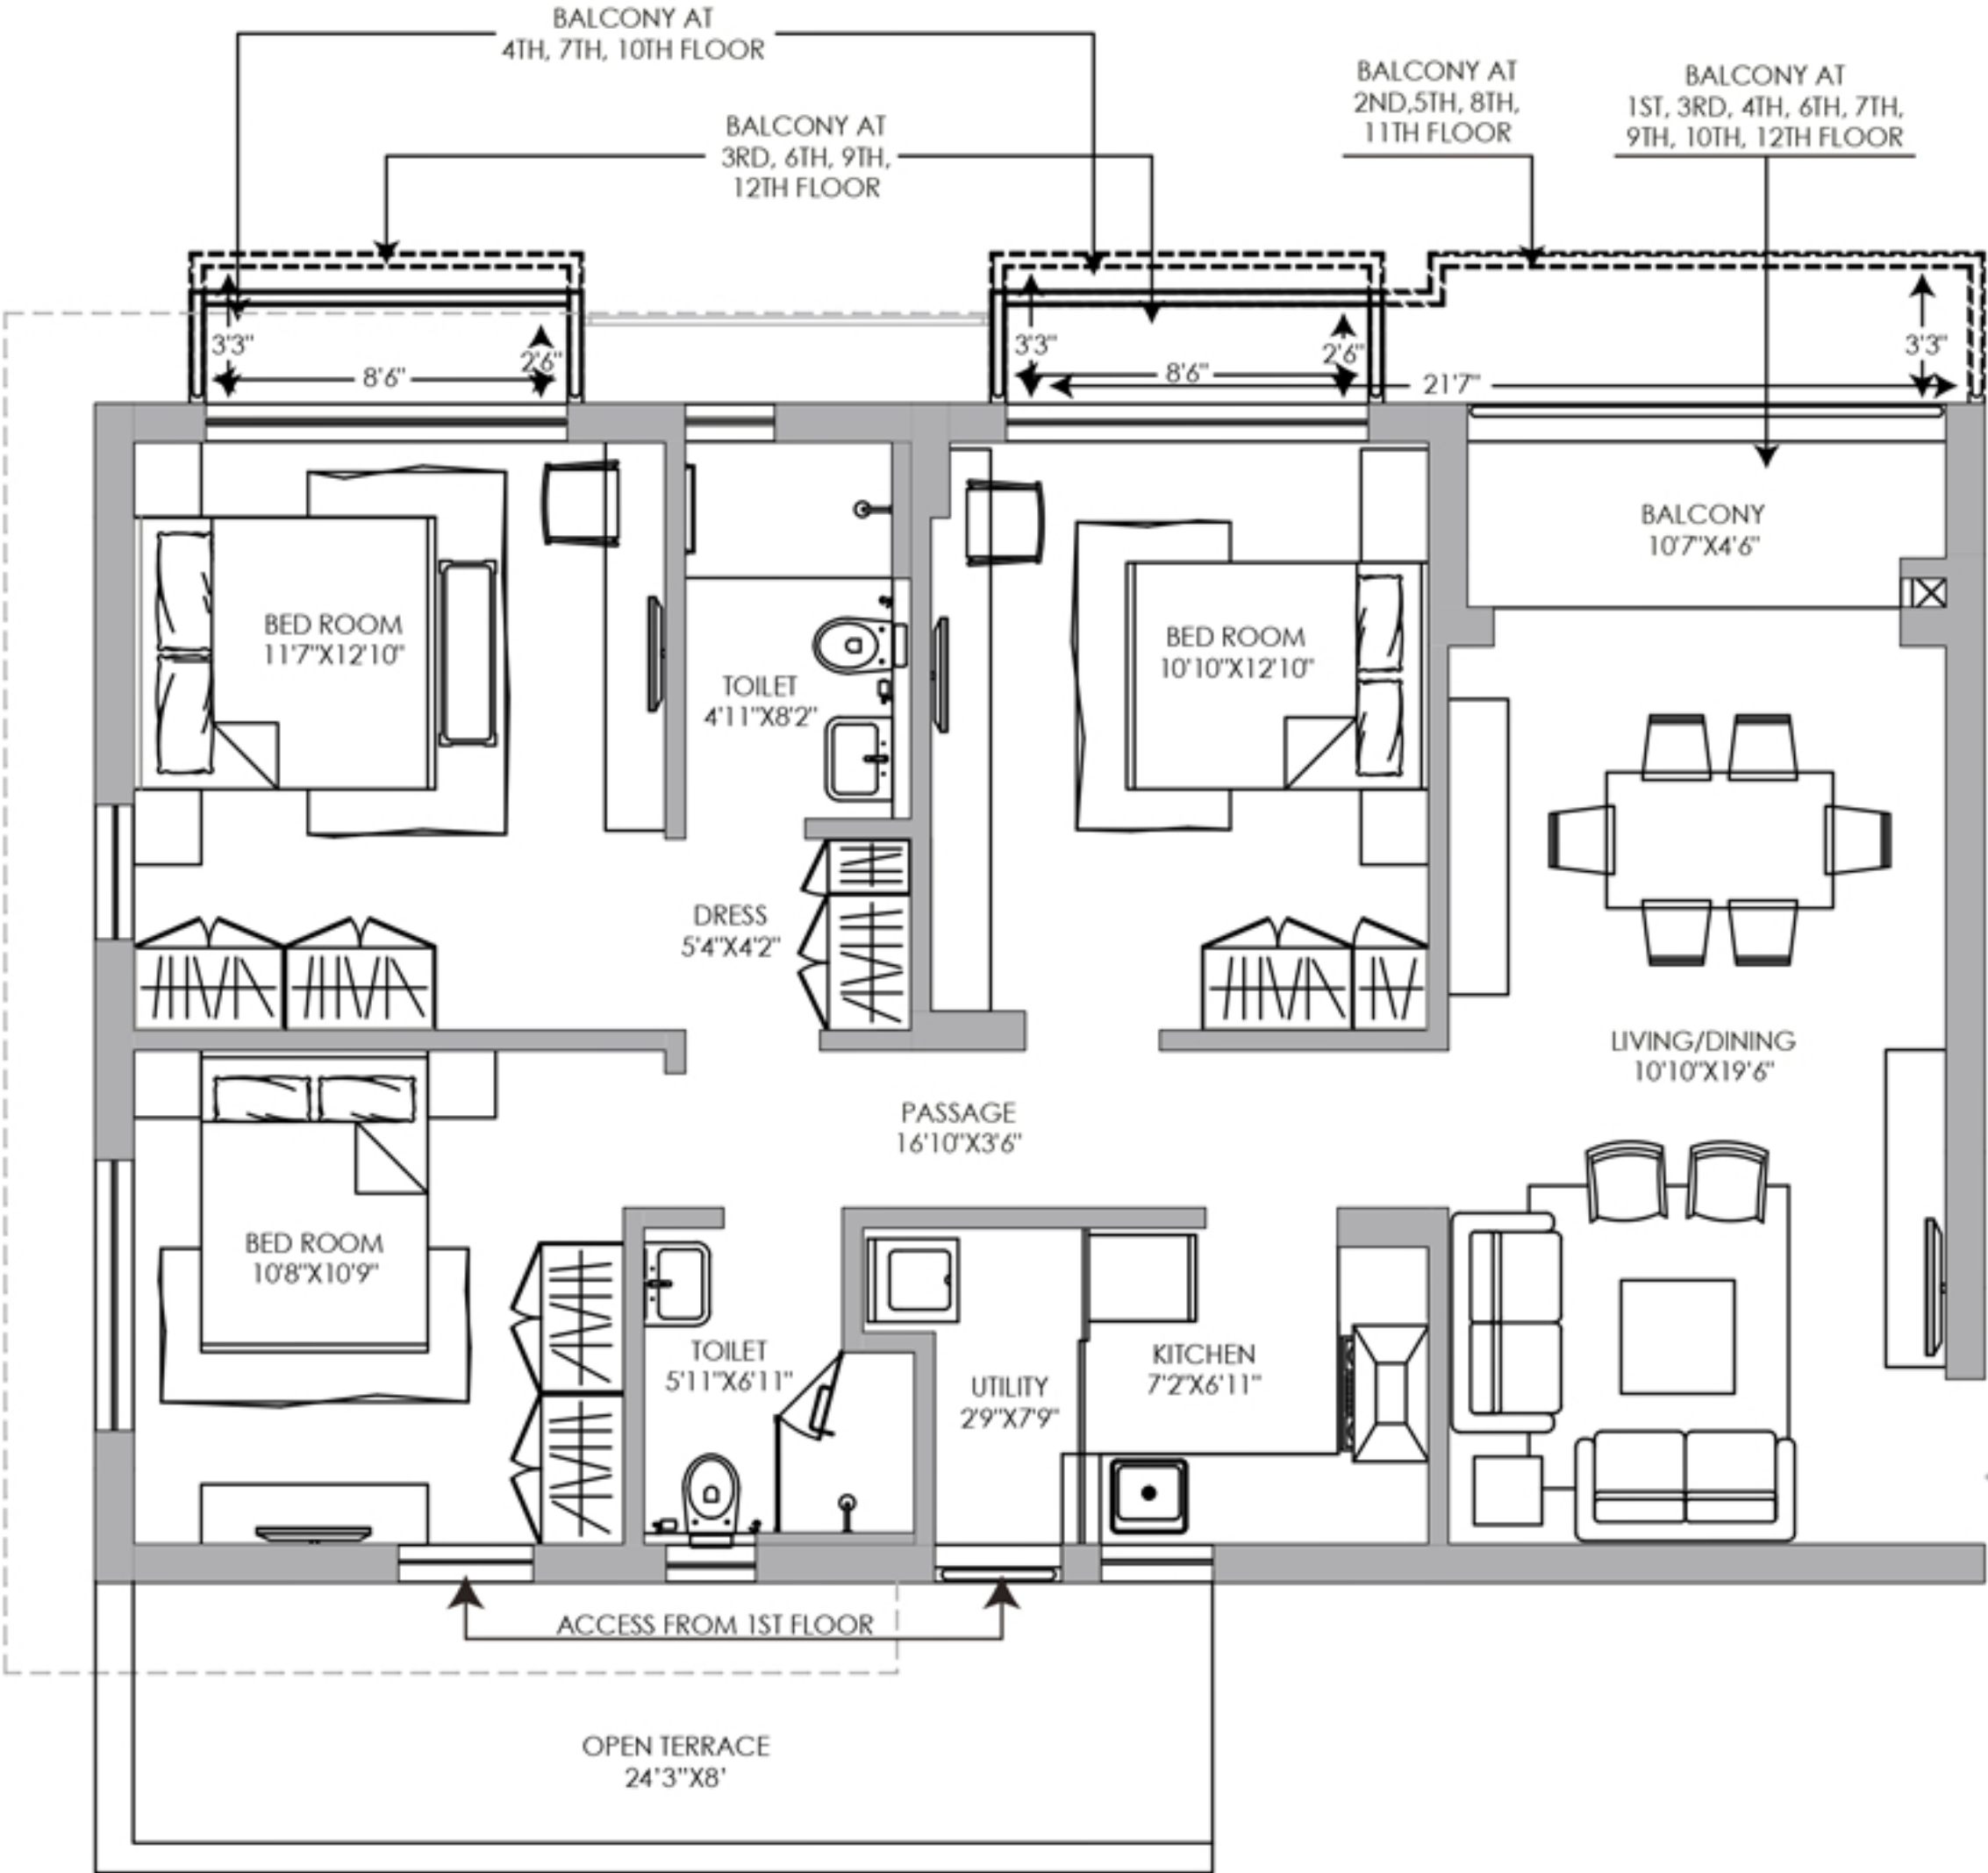 BALCONY AT
4TH, 7TH, 10TH FLOOR
BALCONY AT
2ND,5TH, 8TH,
11TH FLOOR
BALCONY AT
1ST, 3RD, 4TH, 6TH, 7TH,
9TH, 10TH, 12TH FLOOR
BALCONY AT
3RD, 6TH, 9TH,
12TH FLOOR
3'3"
2'6"
8'6"
3'3"
2'6"
8'6"
21'7"
3'3"
BALCONY
10'7"X4'6"
BED ROOM
11'7"X12'10"
TOILET
4'11"X8'2"
BED ROOM
10'10"X12'10"
DRESS
5'4"X4'2"
LIVING/DINING
10'10"X19'6"
PASSAGE
16'10"X3'6"
BED ROOM
10'8"X10'9"
TOILET
5'11"X6'11"
UTILITY
2'9"X7'9"
KITCHEN
7'2"X6'11"
ACCESS FROM 1ST FLOOR
OPEN TERRACE
24'3"X8'